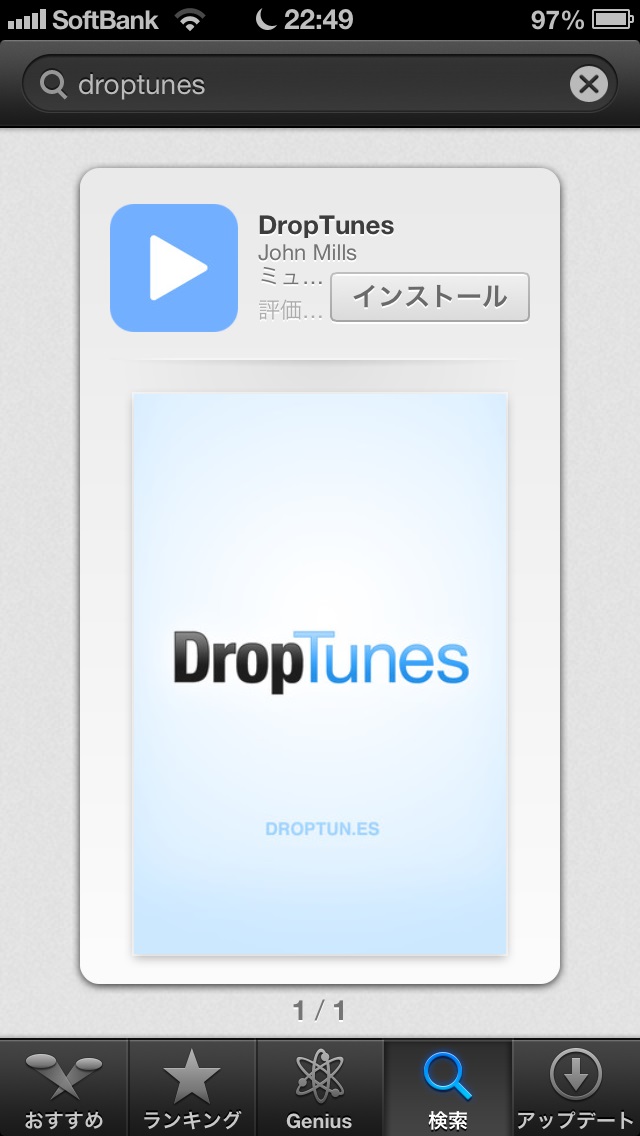 SoftBank 22:49 97%
droptunes
DropTunes
John Mills
ミュ...
インストール
評価...
DropTunes
DROPTUN.ES
1 / 1
おすすめ ランキング Genius 検索 アップデート